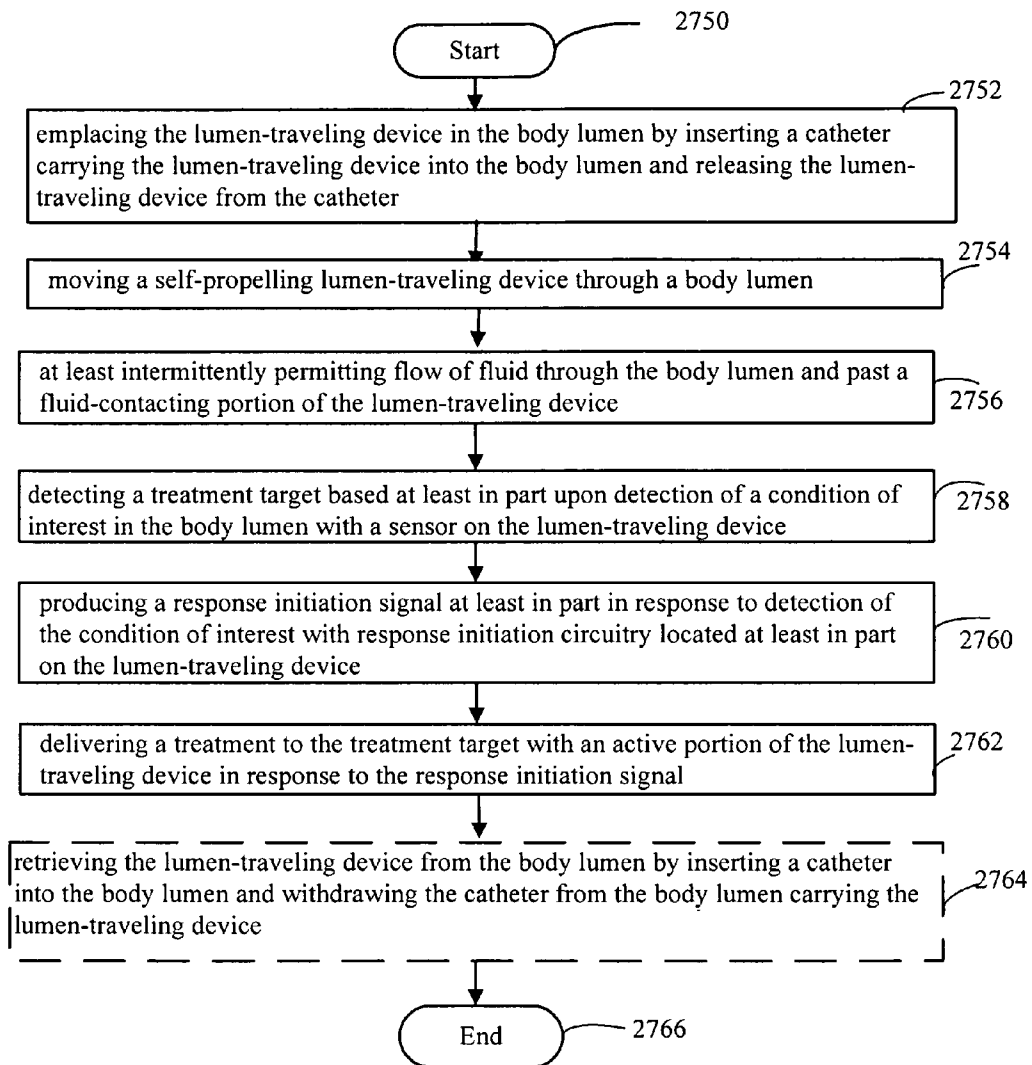 2750
Start
2752
emplacing the lumen-traveling device in the body lumen by inserting a catheter
carrying the lumen-traveling device into the body lumen and releasing the lumen-
traveling device from the catheter
2754
moving a self-propelling lumen-traveling device through a body lumen
at least intermittently permitting flow of fluid through the body lumen and past a
fluid-contacting portion of the lumen-traveling device
2756
detecting a treatment target based at least in part upon detection of a condition of
interest in the body lumen with a sensor on the lumen-traveling device
2758
producing a response initiation signal at least in part in response to detection of
the condition of interest with response initiation circuitry located at least in part
on the lumen-traveling device
2760
delivering a treatment to the treatment target with an active portion of the lumen-
traveling device in response to the response initiation signal
2762
retrieving the lumen-traveling device from the body lumen by inserting a catheter
into the body lumen and withdrawing the catheter from the body lumen carrying the
lumen-traveling device
2764
End
2766